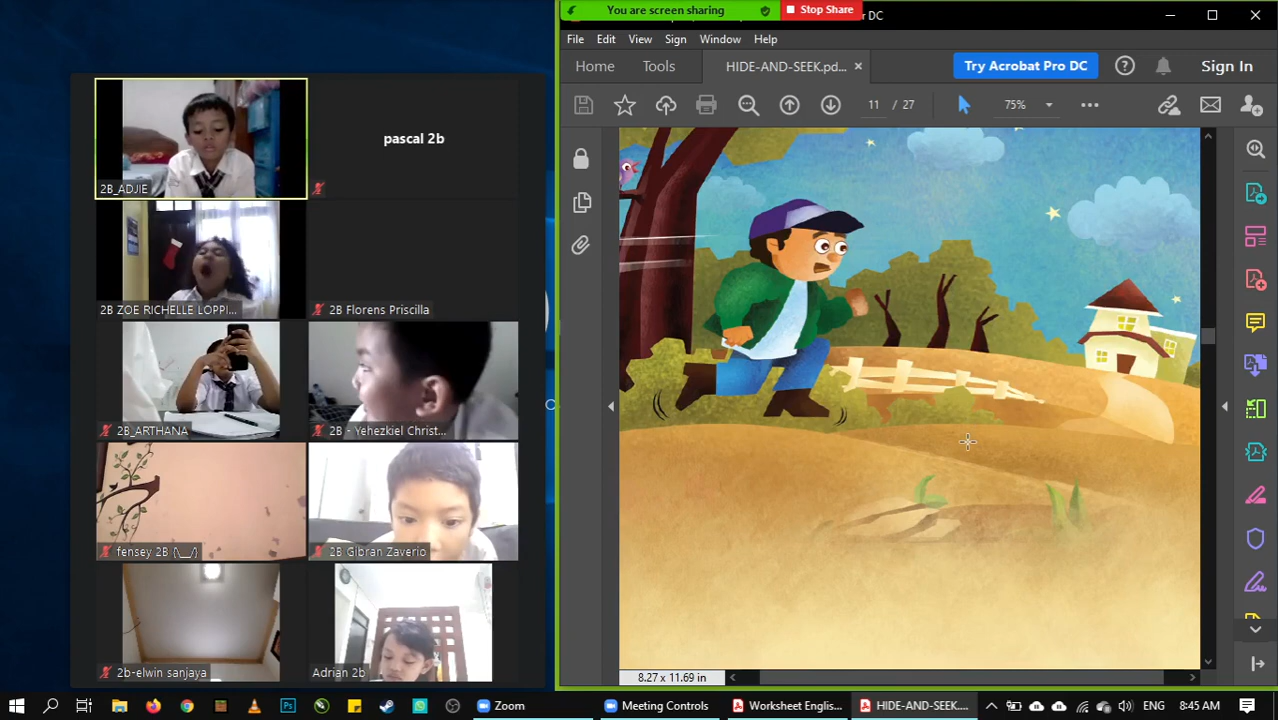 You are screen sharing
Stop Share
DC
File Edit View Sign Window Help
Home Tools HIDE-AND-SEEK.pd... Try Acrobat Pro DC Sign In
11 / 27 75%
2B_ADJIE
pascal 2b
2B ZOE RICHELLE LOPPI...
2B Florens Priscilla
2B_ARTHANA
2B - Yehezkiel Christ...
fensey 2B {\__/}
2B Gibran Zaverio
2b-elwin sanjaya
Adrian 2b
8.27 x 11.69 in
Zoom Meeting Controls Worksheet Englis... HIDE-AND-SEEK.... 8:45 AM